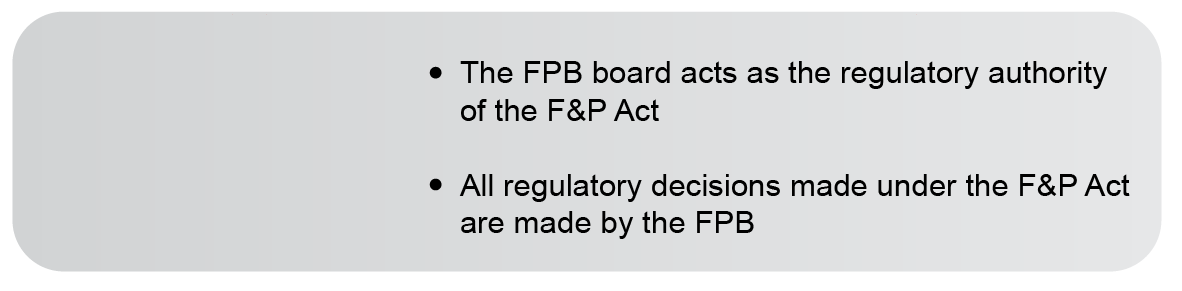 • The FPB board acts as the regulatory authority
of the F&P Act
• All regulatory decisions made under the F&P Act
are made by the FPB